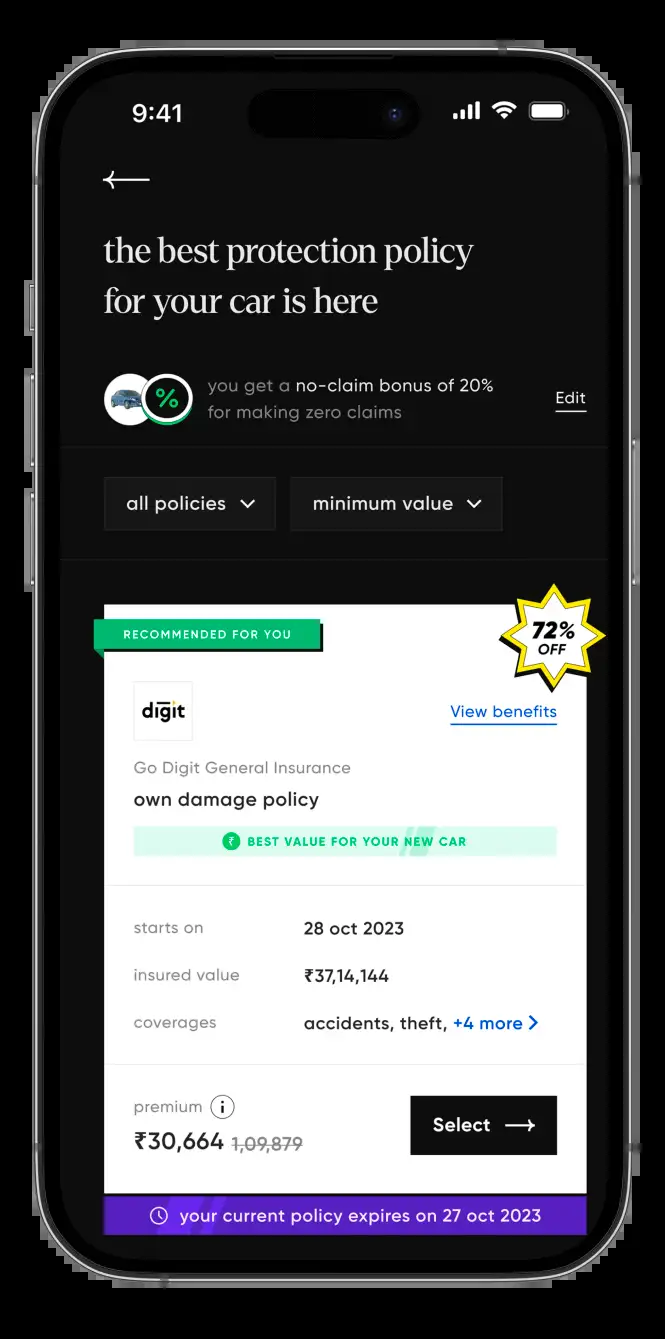 9:41
the best protection policy
for your car is here
%
you get a no-claim bonus of 20%
for making zero claims
Edit
all policies
minimum value
RECOMMENDED FOR YOU
72%
OFF
digit
View benefits
Go Digit General Insurance
own damage policy
₹ BEST VALUE FOR YOUR NEW CAR
starts on 28 oct 2023
insured value ₹37,14,144
coverages accidents, theft, +4 more
premium i
₹30,664 1,09,879
Select
your current policy expires on 27 oct 2023